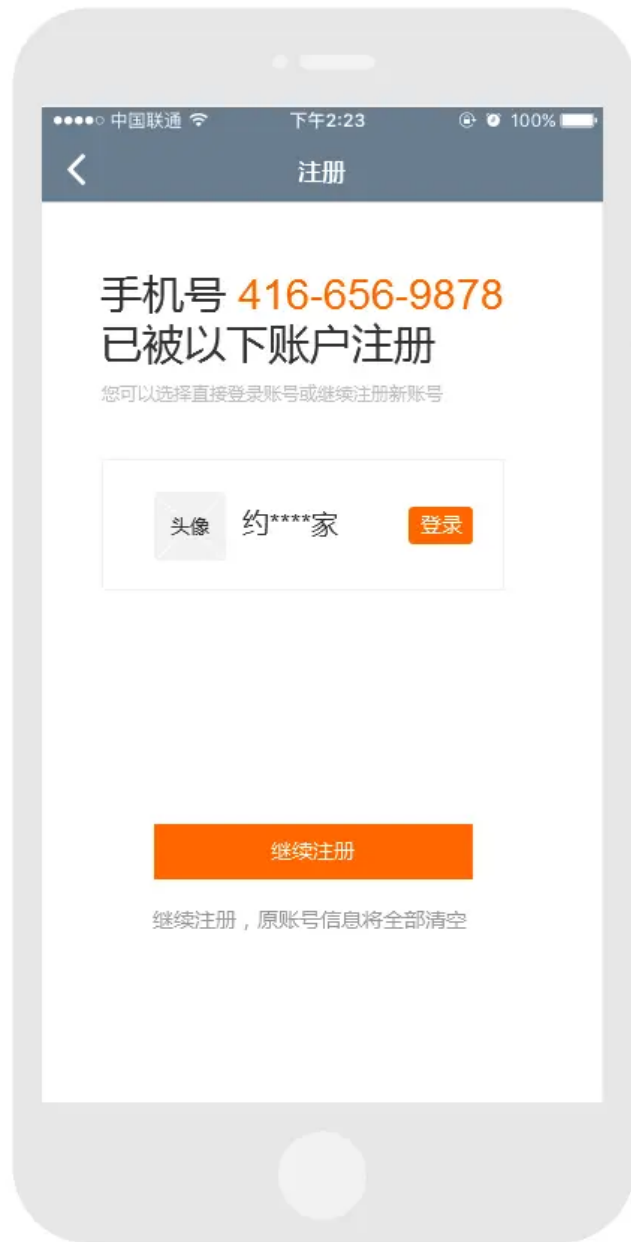 中国联通 下午2:23 100%
注册
手机号 416-656-9878
已被以下账户注册
您可以选择直接登录账号或继续注册新账号
头像 约****家 登录
继续注册
继续注册，原账号信息将全部清空